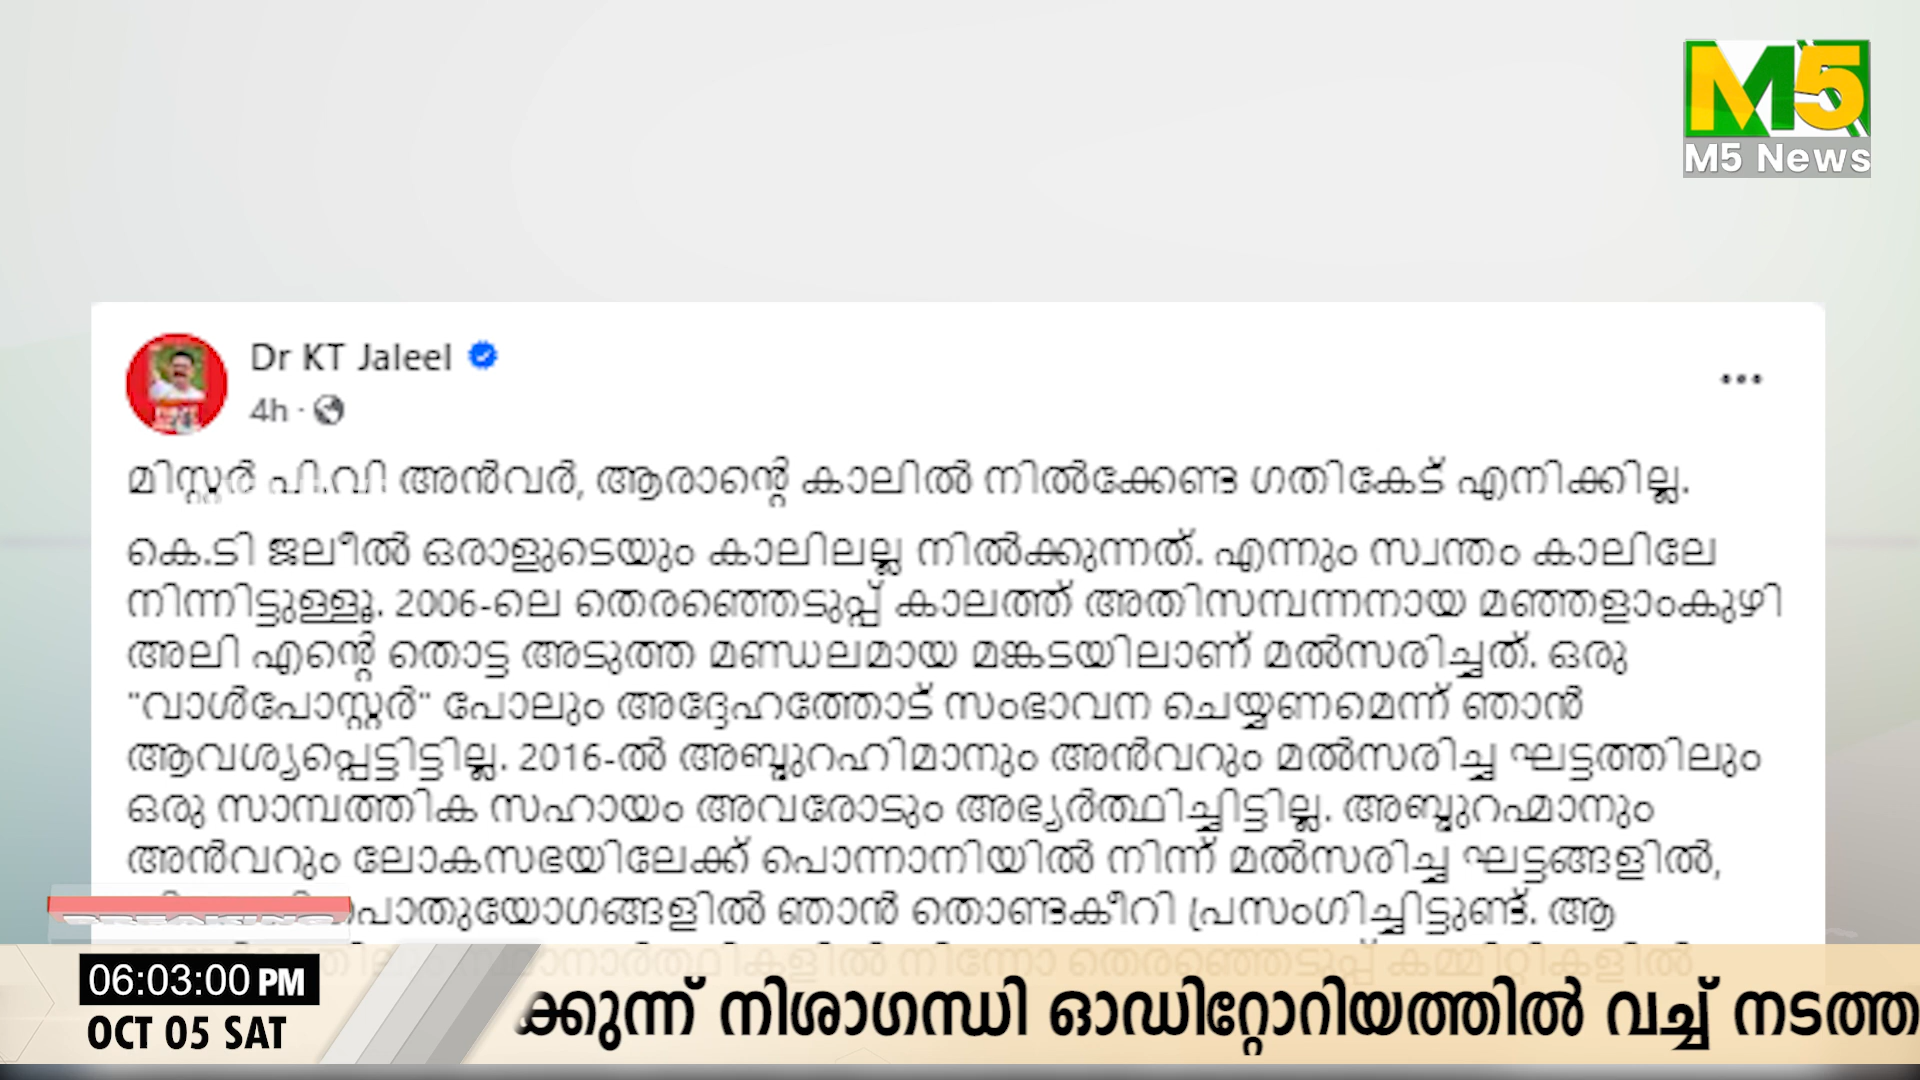 M5
M5 News
Dr KT Jaleel
4h ·
മിസ്റ്റർ പി.വി അൻവർ, ആരാന്റെ കാലിൽ നിൽക്കേണ്ട ഗതികേട് എനിക്കില്ല.
കെ.ടി ജലീൽ ഒരാളുടെയും കാലിലല്ല നിൽക്കുന്നത്. എന്നും സ്വന്തം കാലിലേ
നിന്നിട്ടുള്ളൂ. 2006-ലെ തെരഞ്ഞെടുപ്പ് കാലത്ത് അതിസമ്പന്നനായ മഞ്ഞളാംകുഴി
അലി എന്റെ തൊട്ട അടുത്ത മണ്ഡലമായ മങ്കടയിലാണ് മൽസരിച്ചത്. ഒരു
"വാൾപോസ്റ്റർ" പോലും അദ്ദേഹത്തോട് സംഭാവന ചെയ്യണമെന്ന് ഞാൻ
ആവശ്യപ്പെട്ടിട്ടില്ല. 2016-ൽ അബ്ദുറഹിമാനും അൻവറും മൽസരിച്ച ഘട്ടത്തിലും
ഒരു സാമ്പത്തിക സഹായം അവരോടും അഭ്യർത്ഥിച്ചിട്ടില്ല. അബ്ദുറഹ്മാനും
അൻവറും ലോകസഭയിലേക്ക് പൊന്നാനിയിൽ നിന്ന് മൽസരിച്ച ഘട്ടങ്ങളിൽ,
പൊതുയോഗങ്ങളിൽ ഞാൻ തൊണ്ടകീറി പ്രസംഗിച്ചിട്ടുണ്ട്. ആ
നിന്നോ തെരഞ്ഞെടുപ്പ് കമ്മിറ്റികളിൽ
BREAKING
06:03:00 PM
OCT 05 SAT
ക്കുന്ന് നിശാഗന്ധി ഓഡിറ്റോറിയത്തിൽ വച്ച് നടത്ത